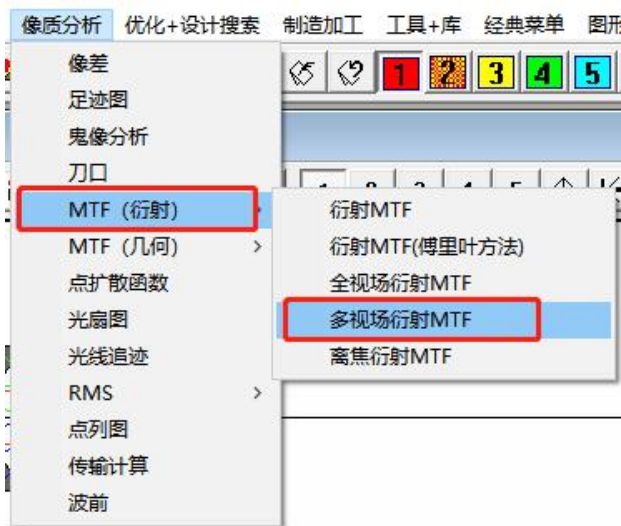 像质分析 优化+设计搜索 制造加工 工具+库 经典菜单
1 2 3 4 5
像差
足迹图
鬼像分析
刀口
MTF (衍射)
衍射MTF
MTF (几何) >
衍射MTF(傅里叶方法)
点扩散函数
全视场衍射MTF
光扇图
多视场衍射MTF
光线追迹
离焦衍射MTF
RMS >
点列图
传输计算
波前